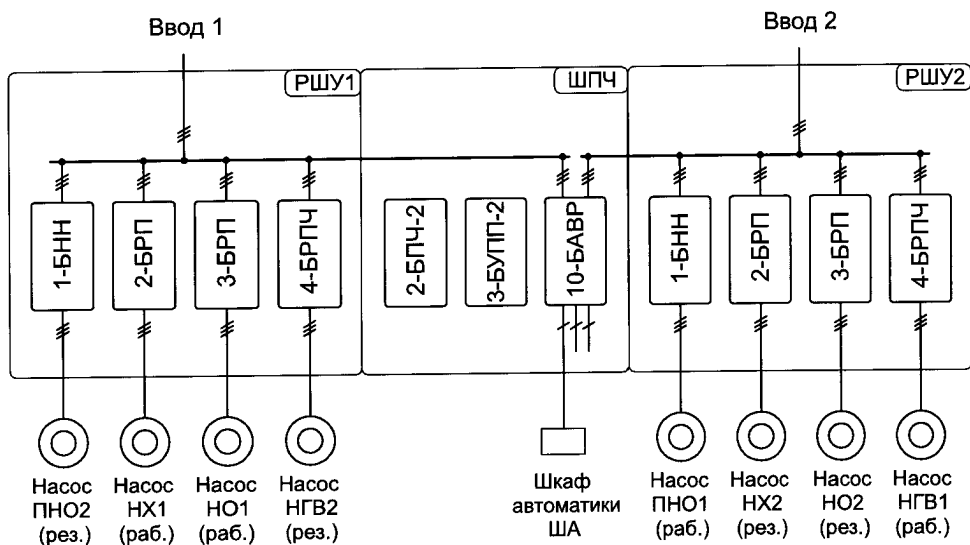 Ввод 1
Ввод 2
РШУ1
ШПЧ
РШУ2
1-БНН
2-БРП
3-БРП
4-БРПЧ
2-БПЧ-2
3-БУПП-2
10-БАВР
1-БНН
2-БРП
3-БРП
4-БРПЧ
Насос
ПНО2
(рез.)
Насос
НХ1
(раб.)
Насос
НО1
(раб.)
Насос
НГВ2
(рез.)
Шкаф
автоматики
ША
Насос
ПНО1
(раб.)
Насос
НХ2
(рез.)
Насос
НО2
(рез.)
Насос
НГВ1
(раб.)